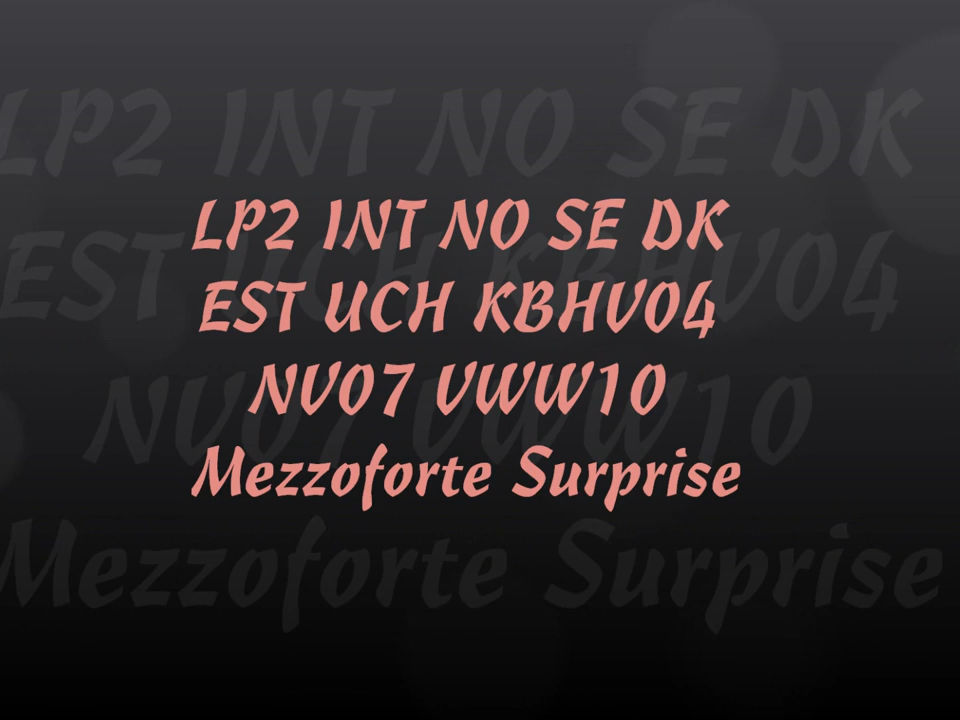 LP2 INT NO SE DK
EST UCH KBHV04
NV07 VWW10
Mezzoforte Surprise